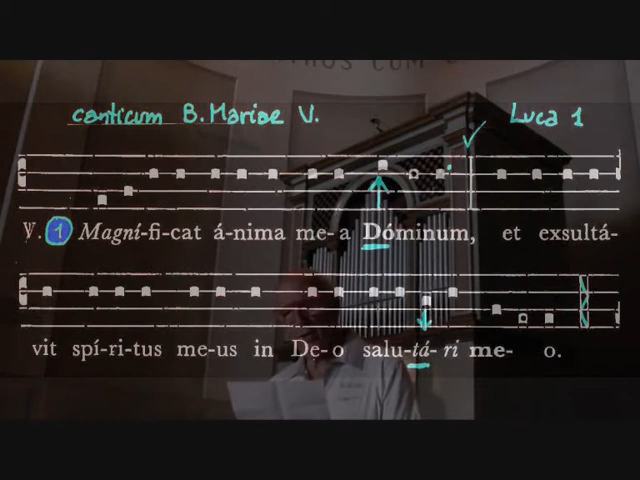 canticum B. Mariae V. Luca 1
℣. 1 Magní-fi-cat á-nima me-a Dóminum, et exsultá-
vit spí-ri-tus me-us in De-o salu-tá-ri me- o.